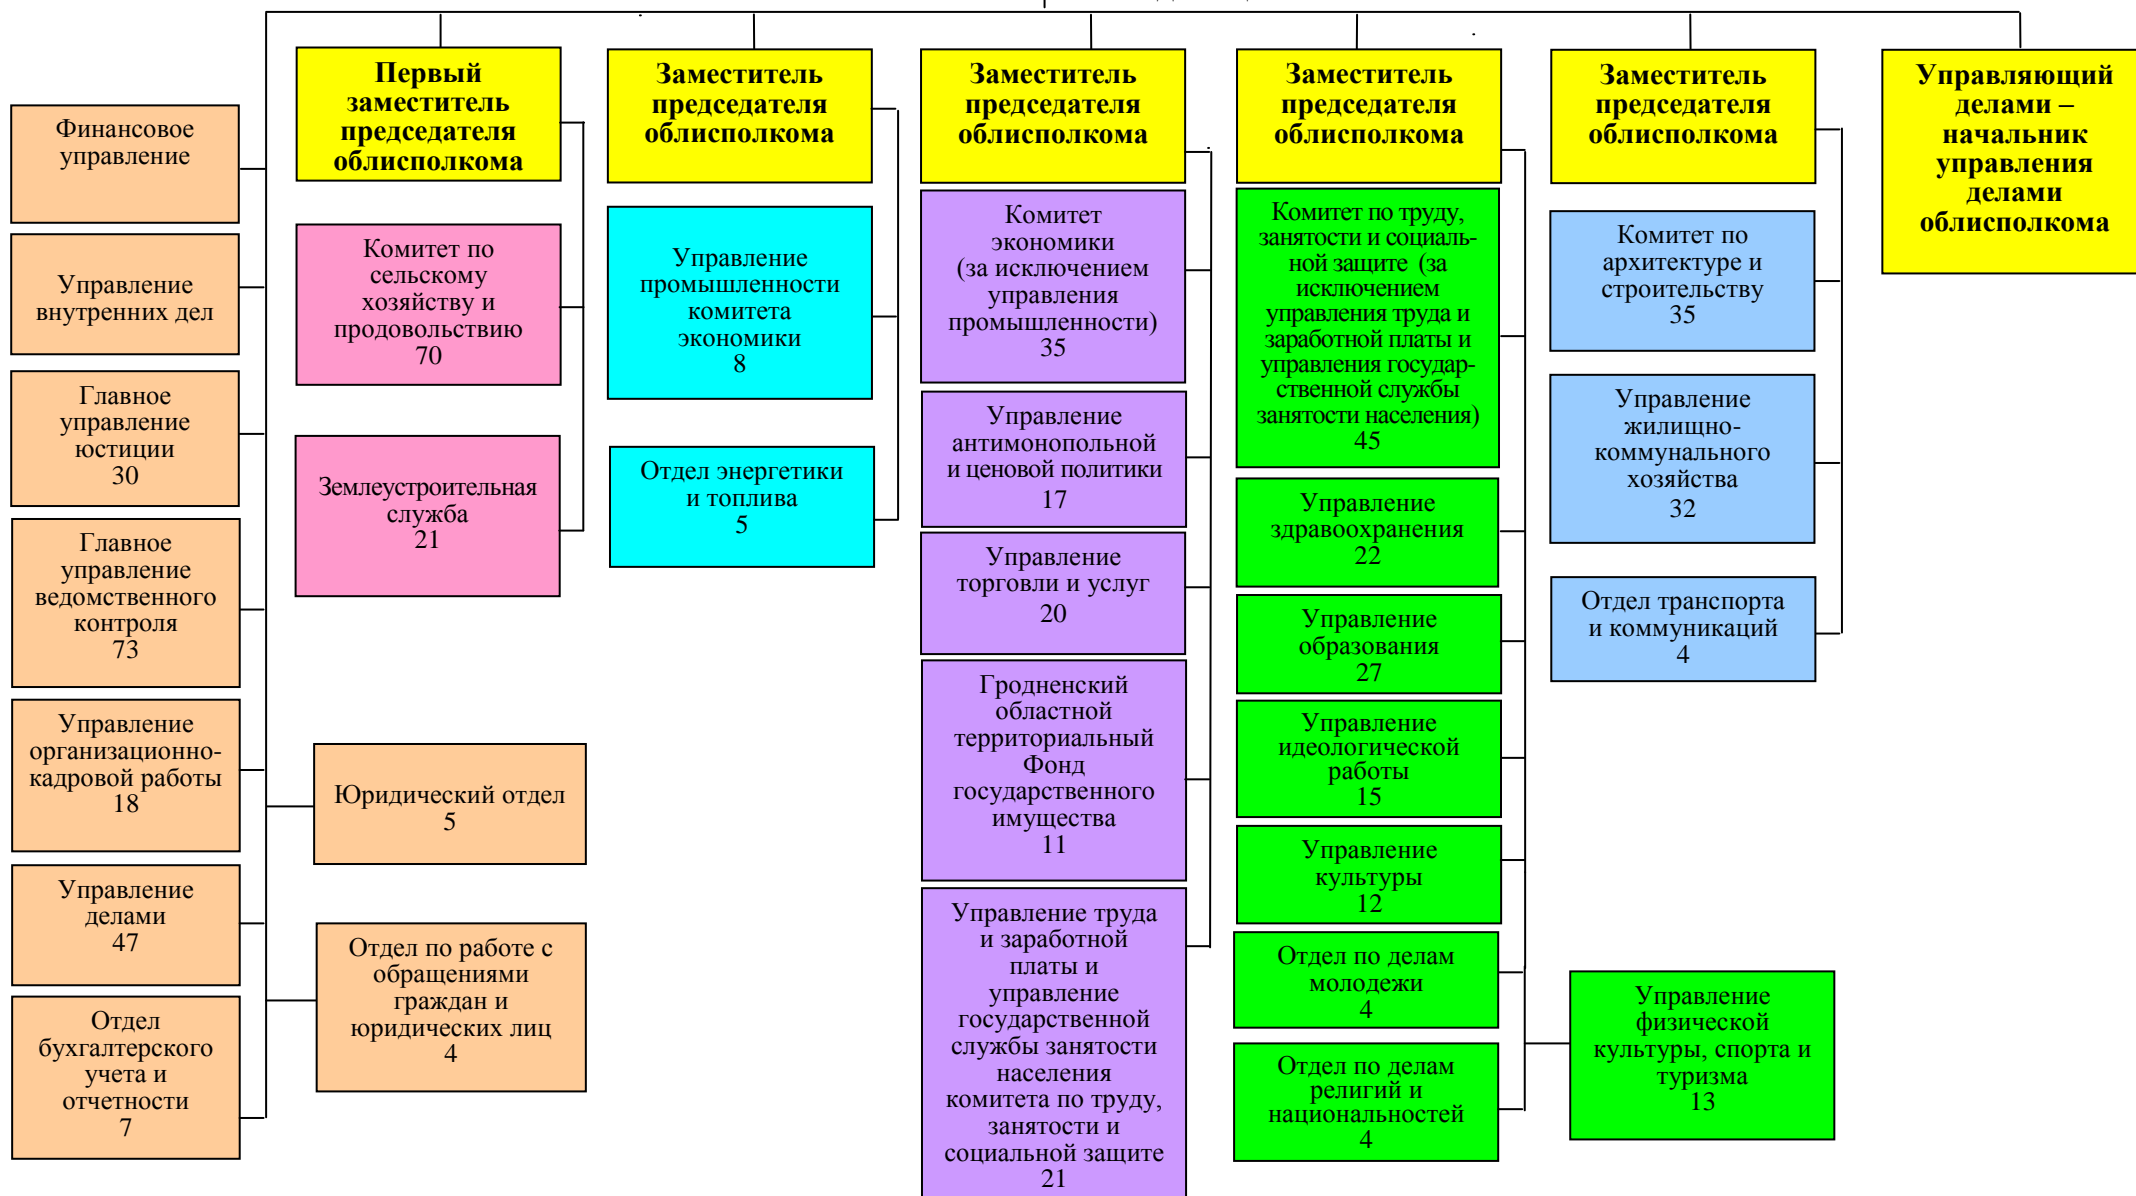 Первый
заместитель
председателя
облисполкома
Заместитель
председателя
облисполкома
Заместитель
председателя
облисполкома
Заместитель
председателя
облисполкома
Заместитель
председателя
облисполкома
Управляющий
делами –
начальник
управления
делами
облисполкома
Финансовое
управление
Управление
внутренних дел
Главное
управление
юстиции
30
Главное
управление
ведомственного
контроля
73
Управление
организационно-
кадровой работы
18
Управление
делами
47
Отдел
бухгалтерского
учета и
отчетности
7
Комитет по
сельскому
хозяйству и
продовольствию
70
Землеустроительная
служба
21
Юридический отдел
5
Отдел по работе с
обращениями
граждан и
юридических лиц
4
Управление
промышленности
комитета
экономики
8
Отдел энергетики
и топлива
5
Комитет
экономики
(за исключением
управления
промышленности)
35
Управление
антимонопольной
и ценовой политики
17
Управление
торговли и услуг
20
Гродненский
областной
территориальный
Фонд
государственного
имущества
11
Управление труда
и заработной
платы и
управление
государственной
службы занятости
населения
комитета по труду,
занятости и
социальной защите
21
Комитет по труду,
занятости и социаль-
ной защите (за
исключением
управления труда и
заработной платы и
управления государ-
ственной службы
занятости населения)
45
Управление
здравоохранения
22
Управление
образования
27
Управление
идеологической
работы
15
Управление
культуры
12
Отдел по делам
молодежи
4
Отдел по делам
религий и
национальностей
4
Комитет по
архитектуре и
строительству
35
Управление
жилищно-
коммунального
хозяйства
32
Отдел транспорта
и коммуникаций
4
Управление
физической
культуры, спорта и
туризма
13